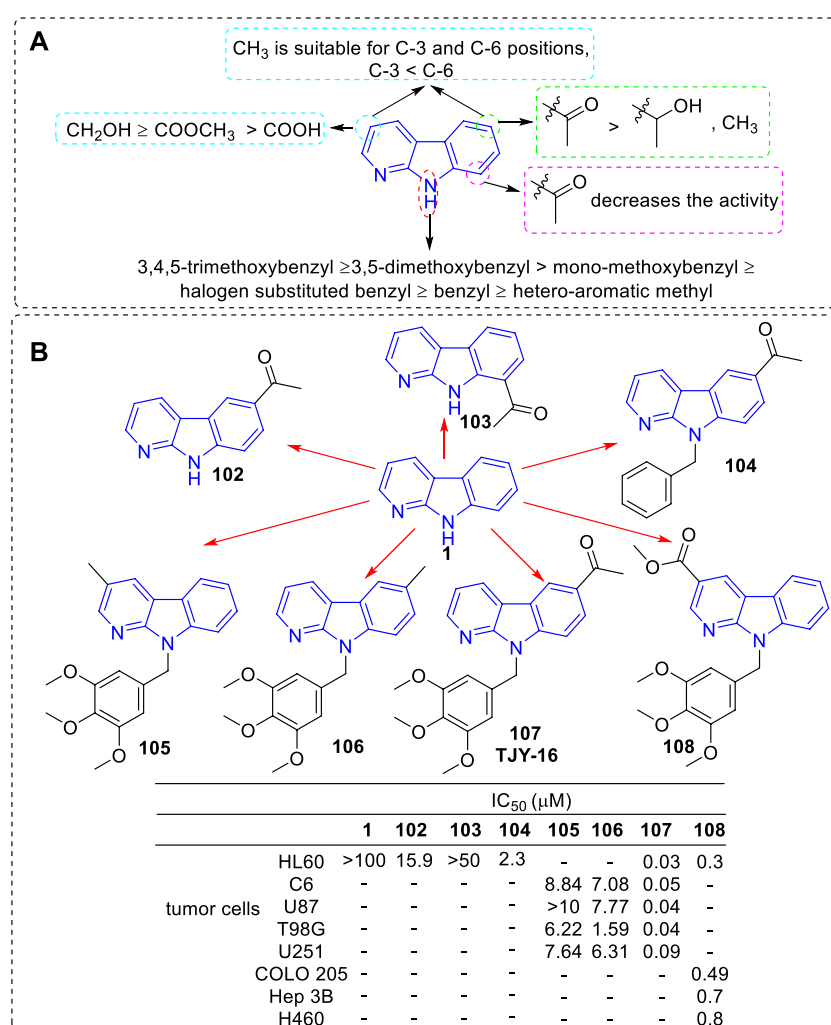 A
CH3 is suitable for C-3 and C-6 positions,
C-3 < C-6
CH2OH ≥ COOCH3 > COOH
O > OH , CH3
N N H
O decreases the activity
3,4,5-trimethoxybenzyl ≥3,5-dimethoxybenzyl > mono-methoxybenzyl ≥
halogen substituted benzyl ≥ benzyl ≥ hetero-aromatic methyl
B
O
N N H
102
N N H O
103
O
N N
104
N N H
1
N N
O O O
105
N N
O O O
106
O
N N
O O O
107
TJY-16
O O
N N
O O O
108
IC50 (μM)
1 102 103 104 105 106 107 108
tumor cells
HL60 >100 15.9 >50 2.3 - - 0.03 0.3
C6 - - - - 8.84 7.08 0.05 -
U87 - - - - >10 7.77 0.04 -
T98G - - - - 6.22 1.59 0.04 -
U251 - - - - 7.64 6.31 0.09 -
COLO 205 - - - - - - - 0.49
Hep 3B - - - - - - - 0.7
H460 - - - - - - - 0.8